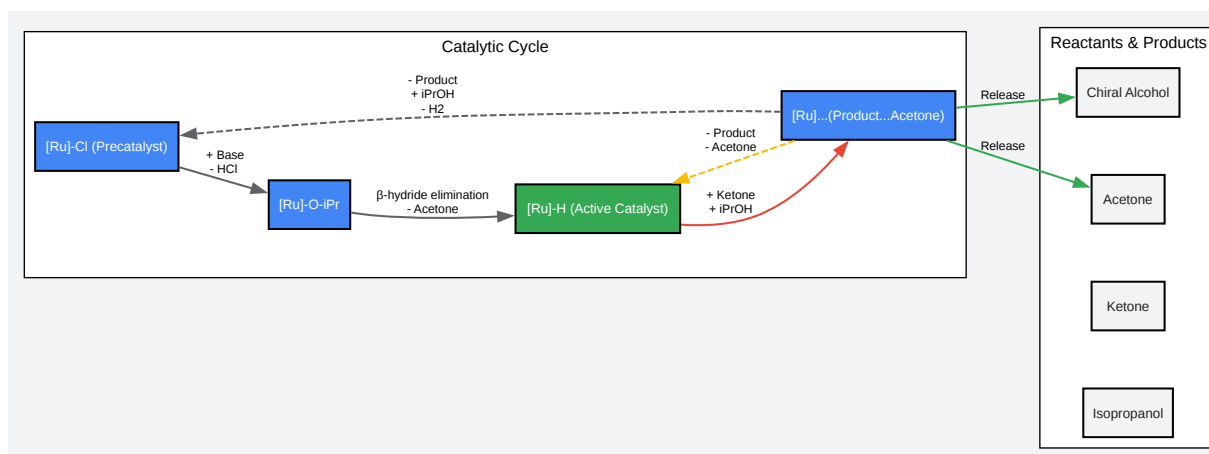 Catalytic Cycle
Reactants & Products
- Product
+ iPrOH
- H2
[Ru]-Cl (Precatalyst)
+ Base
- HCl
[Ru]-O-iPr
β-hydride elimination
- Acetone
[Ru]-H (Active Catalyst)
- Product
- Acetone
+ Ketone
+ iPrOH
[Ru]...(Product...Acetone)
Release
Release
Chiral Alcohol
Acetone
Ketone
Isopropanol